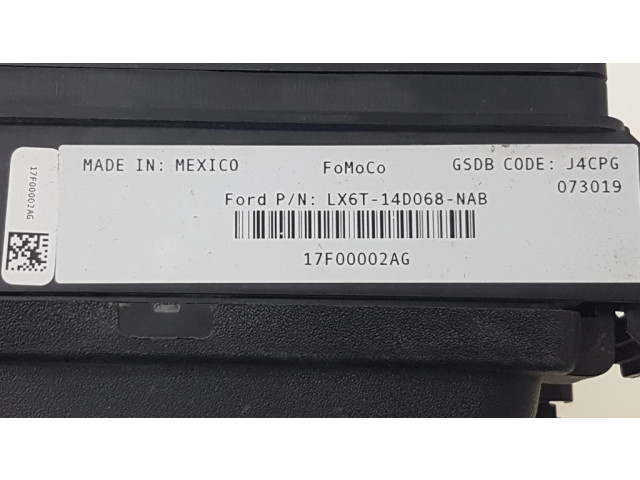 MADE IN: MEXICO FoMoCo GSDB CODE: J4CPG
073019
Ford P/N: LX6T-14D068-NAB
17F00002AG
17F00002AG